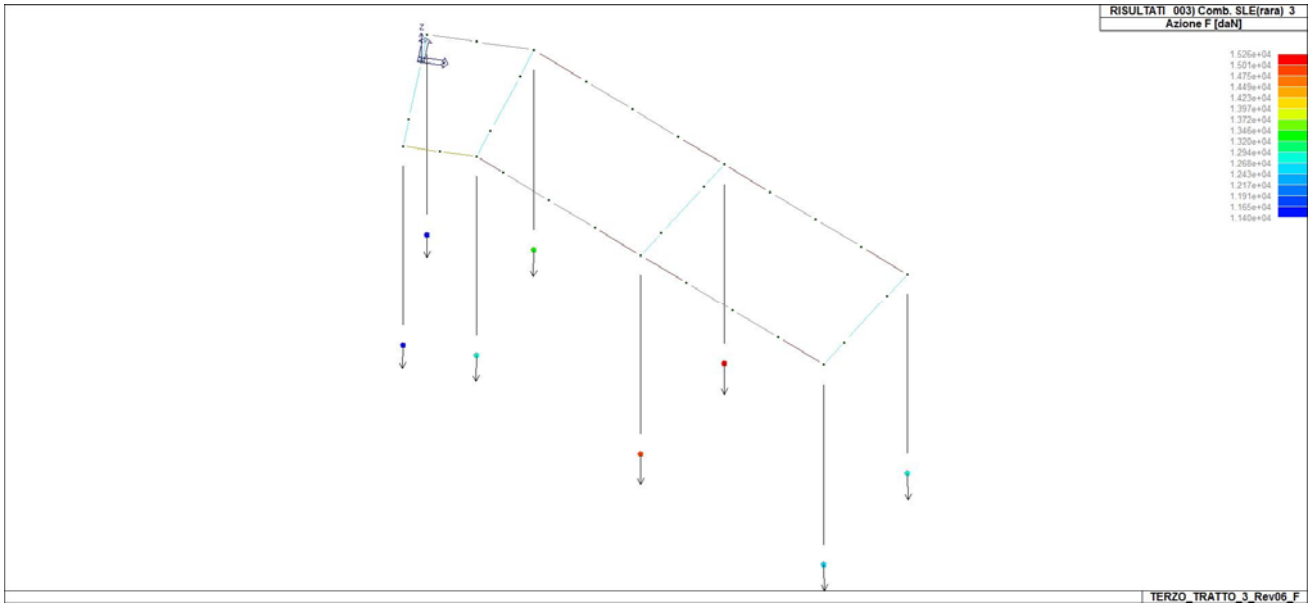 RISULTATI 003) Comb. SLE(rara) 3
Azione F [daN]
Z
1.526e+04
1.501e+04
1.475e+04
1.449e+04
1.423e+04
1.397e+04
1.372e+04
1.346e+04
1.320e+04
1.294e+04
1.268e+04
1.243e+04
1.217e+04
1.191e+04
1.165e+04
1.140e+04
TERZO_TRATTO_3_Rev06_F